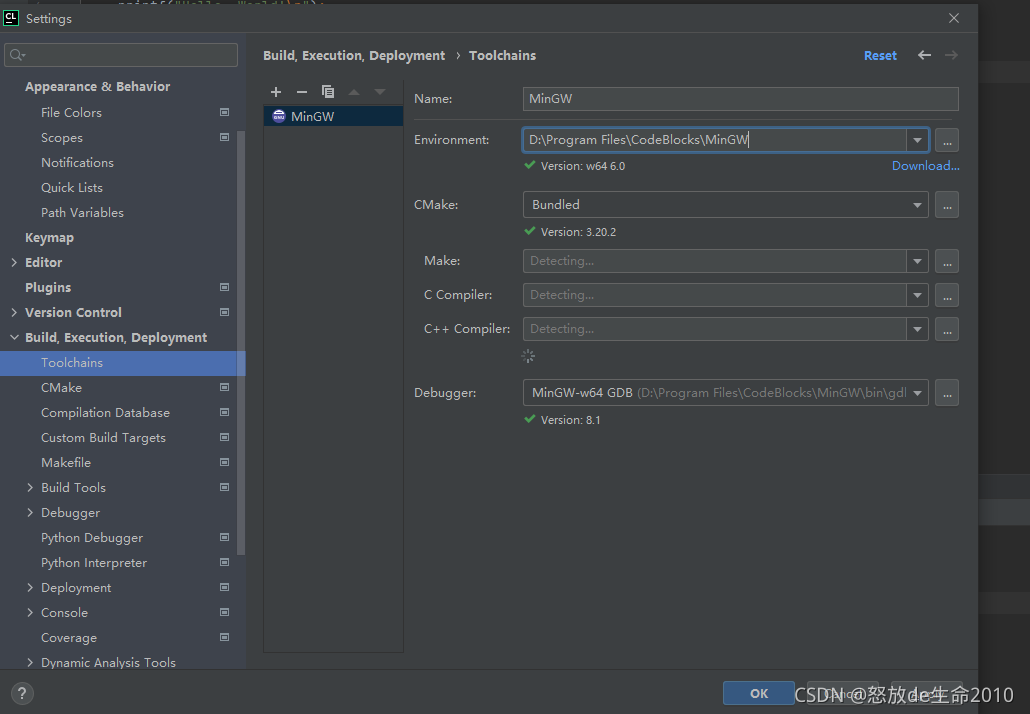 printf("Hello, World!\n");
CL Settings
Build, Execution, Deployment › Toolchains Reset
Appearance & Behavior
File Colors
Scopes
Notifications
Quick Lists
Path Variables
Keymap
Editor
Plugins
Version Control
Build, Execution, Deployment
Toolchains
CMake
Compilation Database
Custom Build Targets
Makefile
Build Tools
Debugger
Python Debugger
Python Interpreter
Deployment
Console
Coverage
Dynamic Analysis Tools
MinGW
Name: MinGW
Environment: D:\Program Files\CodeBlocks\MinGW ...
Version: w64 6.0 Download...
CMake: Bundled ...
Version: 3.20.2
Make: Detecting... ...
C Compiler: Detecting... ...
C++ Compiler: Detecting... ...
Debugger: MinGW-w64 GDB (D:\Program Files\CodeBlocks\MinGW\bin\gdl ...
Version: 8.1
? OK Cancel Apply
CSDN @怒放de生命2010